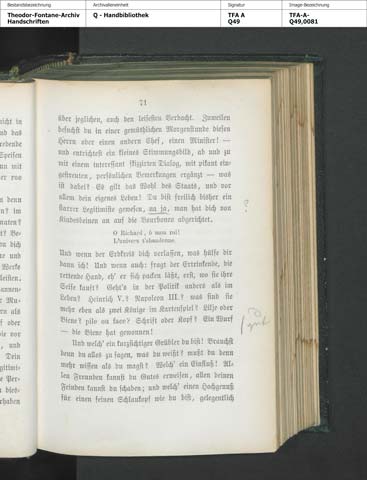 Bestandsbezeichnung
Theodor-Fontane-Archiv
Handschriften
Archivalieneinheit
Q - Handbibliothek
Signatur
TFA A
Q49
Image-Bezeichnung
TFA-A-
Q49,0081
71
über jeglichen, auch den leisesten Verdacht. Zuweilen
besuchst du in einer gemüthlichen Morgenstunde diesen
Herrn oder einen andern Chef, einen Minister! —
und entrichtest ein kleines Stimmungsbild, ab und zu
mit einem interessant skizzirten Dialog, mit pikant ein-
gestreuten, persönlichen Bemerkungen ergänzt — was
ist dabei? Es gilt das Wohl des Staats, und vor
allem dein eigenes Leben! Du bist freilich bisher ein
starrer Legitimist gewesen, na ja, man hat dich von
Kindesbeinen an auf die Bourbonen abgerichtet.
O Richard, ô mon roi!
L'univers t'abandonne.
Und wenn der Erdkreis dich verlassen, was hülfe dir
dann ich! Und wenn auch: fragt der Ertrinkende, die
rettende Hand, eh' er sich packen läßt, erst, wo sie ihre
Seife kauft? Geht's in der Politik anders als im
Leben? Heinrich V.? Napoleon III.? was sind sie
mehr eben als zwei Könige im Kartenspiel? Lilje oder
Biene? pile ou face? Schrift oder Kopf? Ein Wurf
— die Biene hat gewonnen!
Und welch' ein kurzsichtiger Grübler du bist! Brauchst
denn du alles zu sagen, was du weißt? mußt du denn
mehr wissen als du magst? Welch' ein Einfluß! Al-
len Freunden kannst du Gutes erweisen, allen deinen
Feinden kannst du schaden; und welch' einen Hochgenuß
für einen feinen Schlaukopf wie du bist, gelegentlich
?
gut